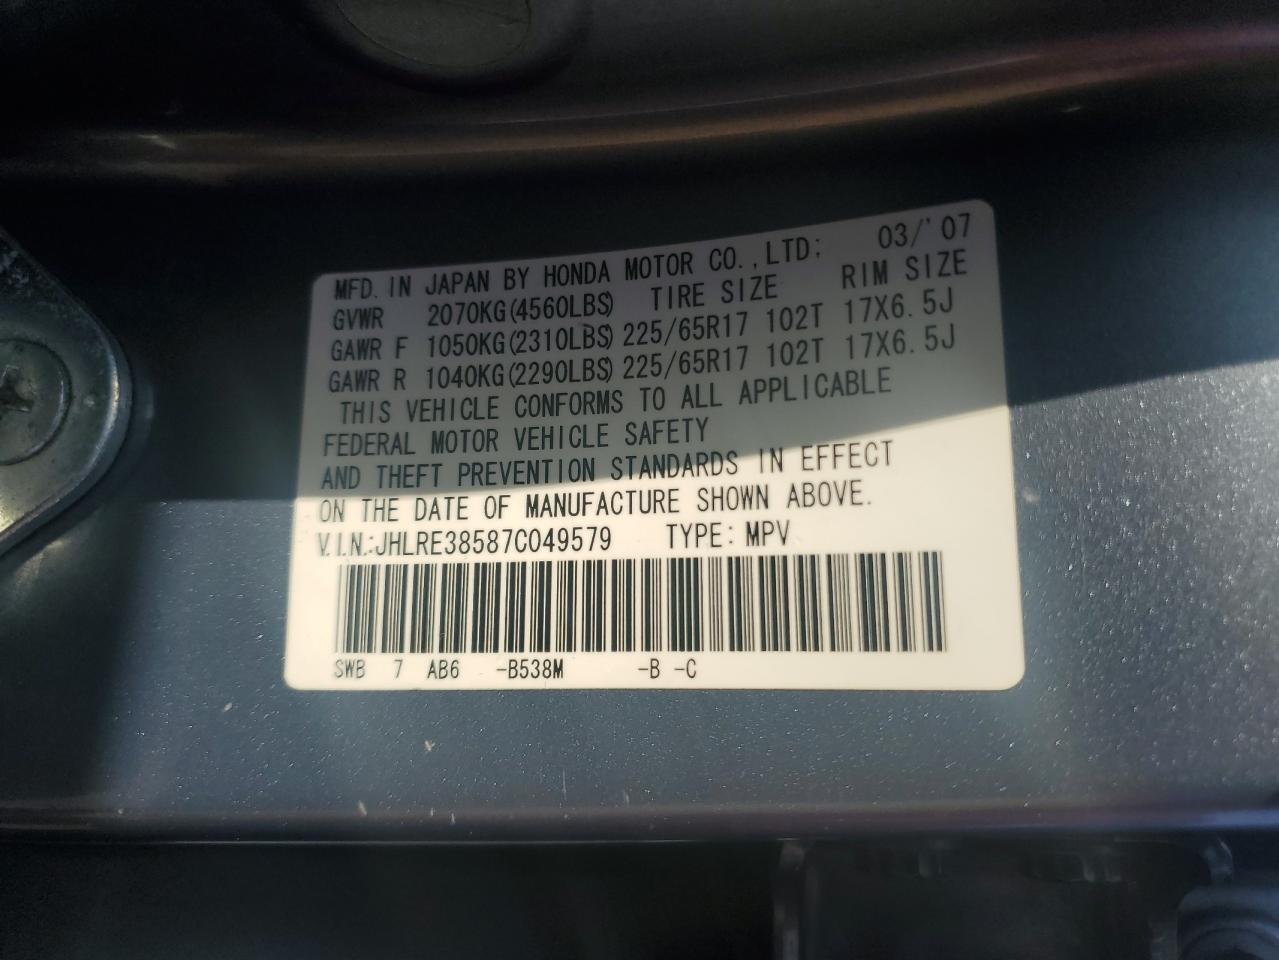 MFD. IN JAPAN BY HONDA MOTOR CO., LTD; 03/'07
GVWR 2070KG(4560LBS) TIRE SIZE RIM SIZE
GAWR F 1050KG(2310LBS) 225/65R17 102T 17X6.5J
GAWR R 1040KG(2290LBS) 225/65R17 102T 17X6.5J
THIS VEHICLE CONFORMS TO ALL APPLICABLE
FEDERAL MOTOR VEHICLE SAFETY
AND THEFT PREVENTION STANDARDS IN EFFECT
ON THE DATE OF MANUFACTURE SHOWN ABOVE.
V.I.N.:JHLRE38587C049579 TYPE: MPV
SWB 7 AB6 -B538M -B -C